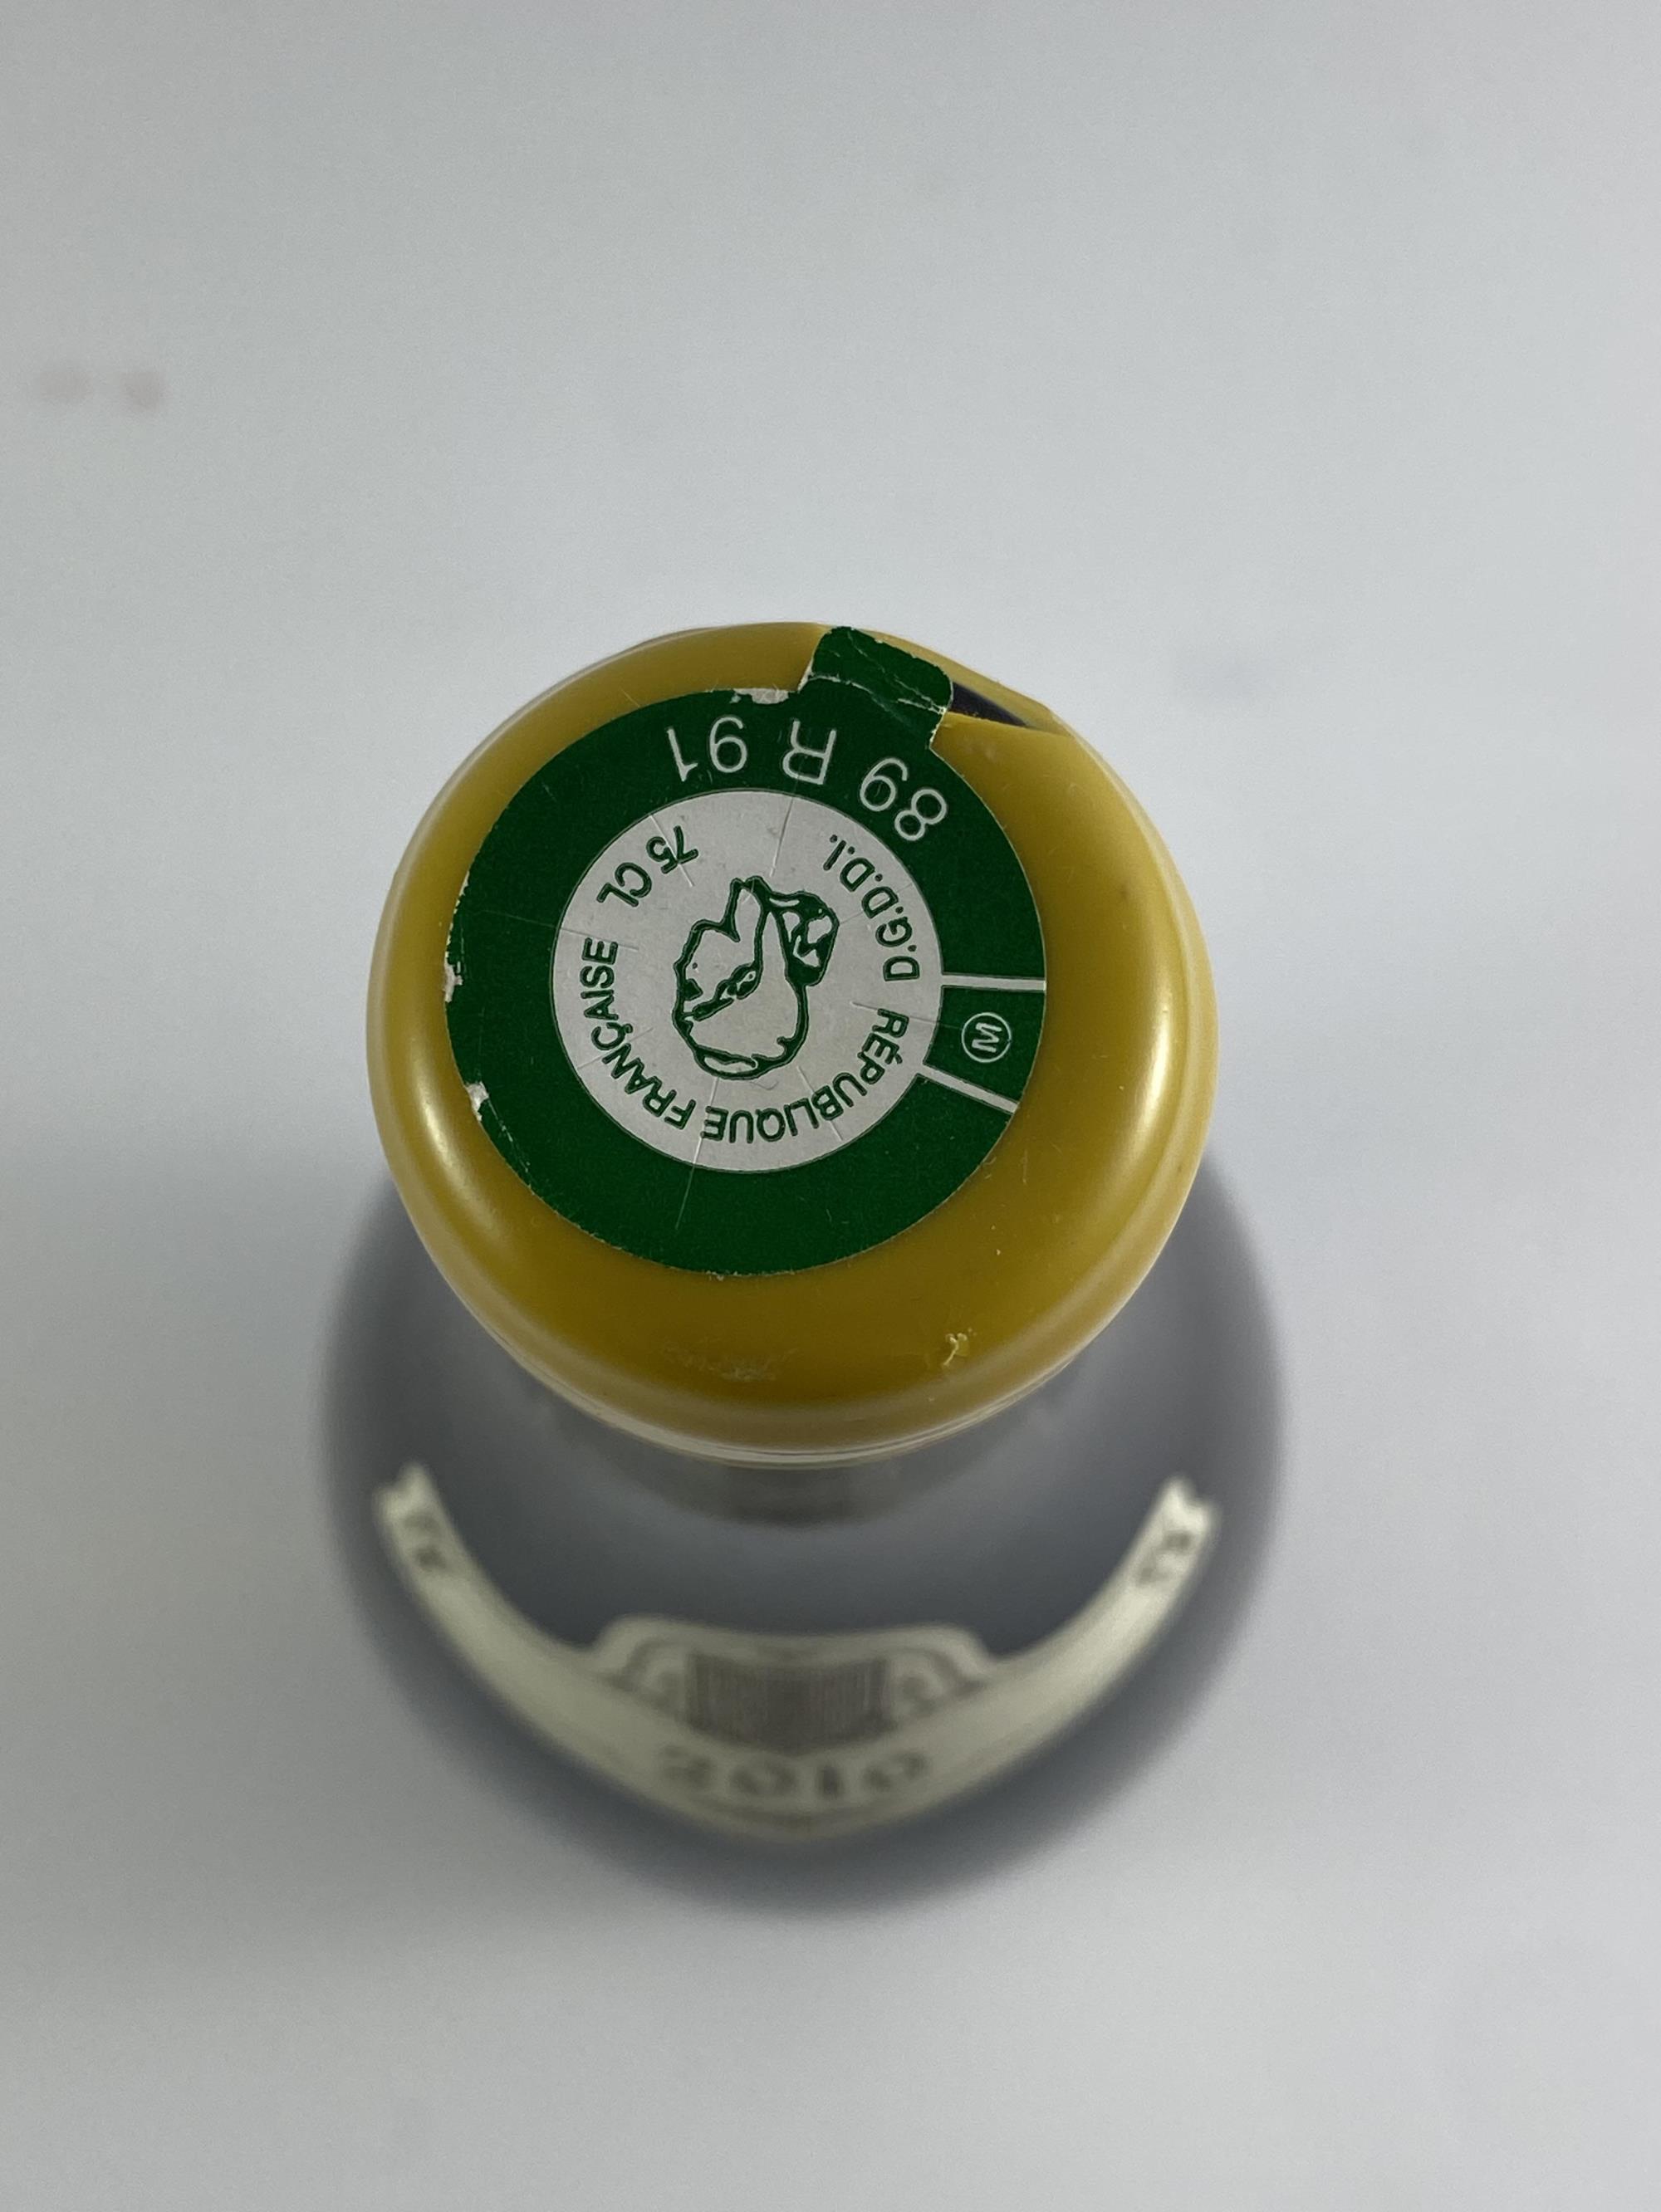 89 R 91
D.G.D.D.I. 75 CL
RÉPUBLIQUE FRANÇAISE
M
2010